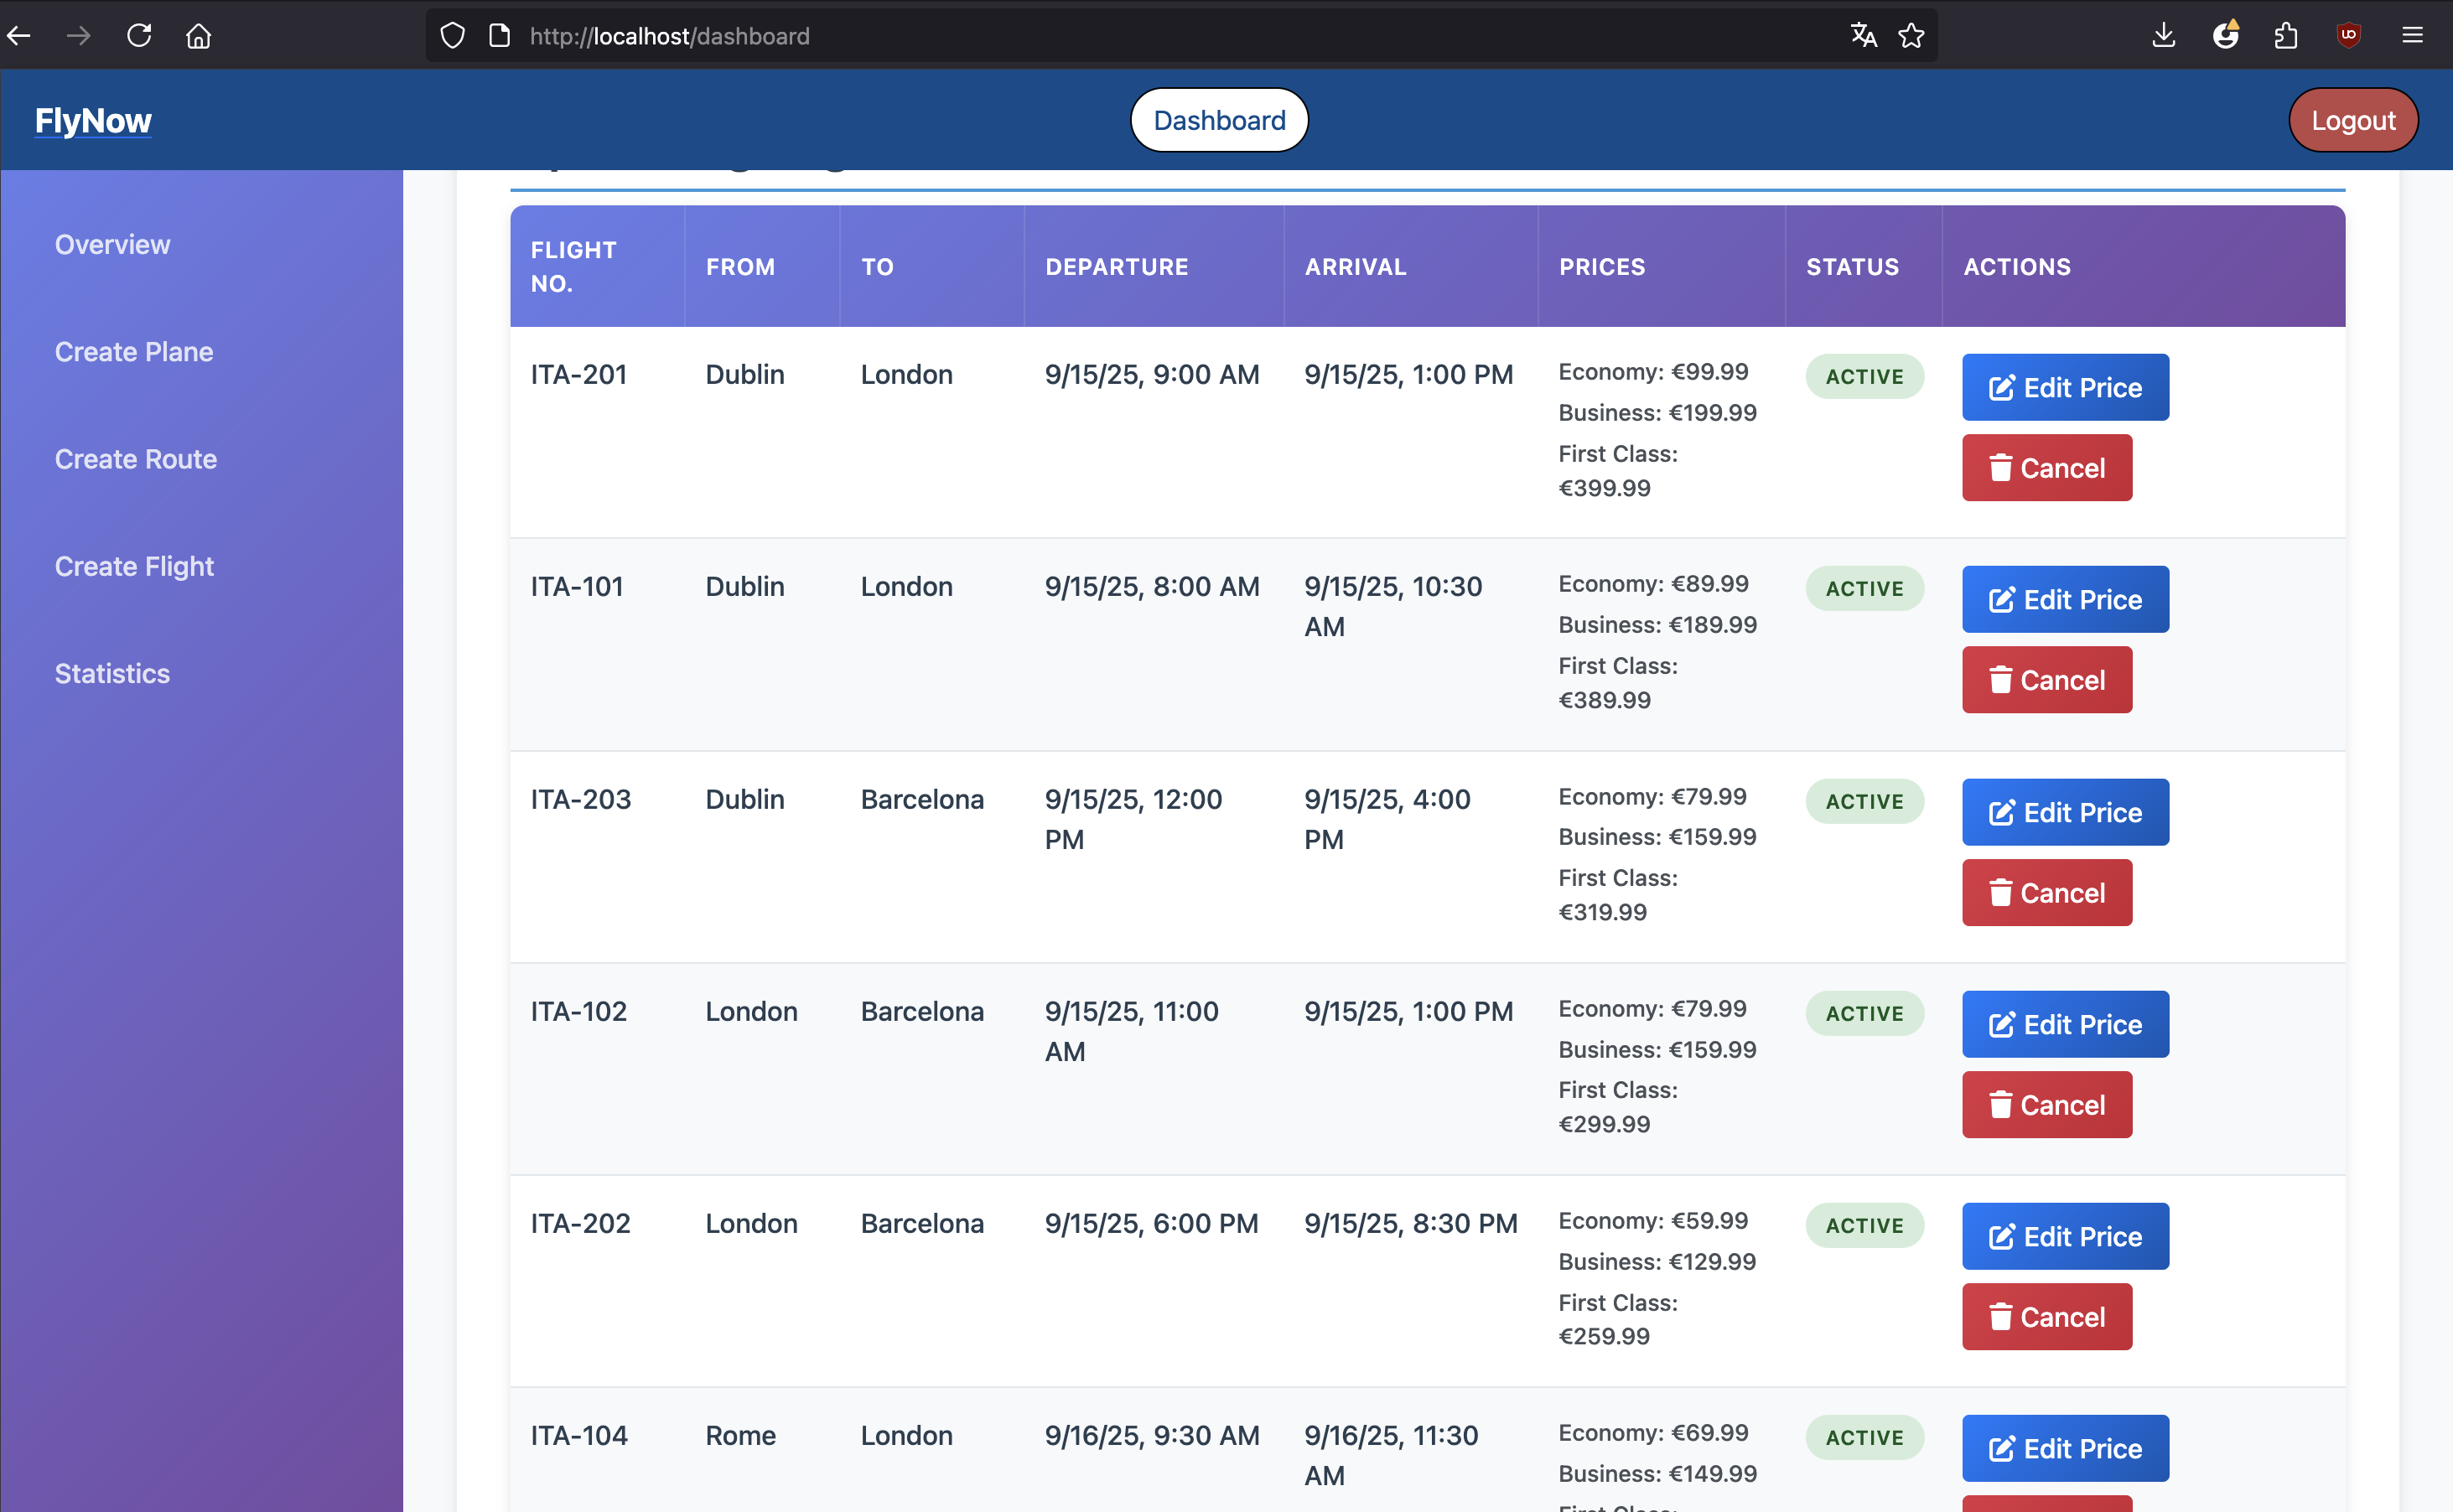 http://localhost/dashboard
FlyNow
Dashboard
Logout
Overview
Create Plane
Create Route
Create Flight
Statistics
FLIGHT NO. FROM TO DEPARTURE ARRIVAL PRICES STATUS ACTIONS
ITA-201 Dublin London 9/15/25, 9:00 AM 9/15/25, 1:00 PM Economy: €99.99 ACTIVE Edit Price
Business: €199.99
First Class:
€399.99
Cancel
ITA-101 Dublin London 9/15/25, 8:00 AM 9/15/25, 10:30 AM Economy: €89.99 ACTIVE Edit Price
Business: €189.99
First Class:
€389.99
Cancel
ITA-203 Dublin Barcelona 9/15/25, 12:00 PM 9/15/25, 4:00 PM Economy: €79.99 ACTIVE Edit Price
Business: €159.99
First Class:
€319.99
Cancel
ITA-102 London Barcelona 9/15/25, 11:00 AM 9/15/25, 1:00 PM Economy: €79.99 ACTIVE Edit Price
Business: €159.99
First Class:
€299.99
Cancel
ITA-202 London Barcelona 9/15/25, 6:00 PM 9/15/25, 8:30 PM Economy: €59.99 ACTIVE Edit Price
Business: €129.99
First Class:
€259.99
Cancel
ITA-104 Rome London 9/16/25, 9:30 AM 9/16/25, 11:30 AM Economy: €69.99 ACTIVE Edit Price
Business: €149.99